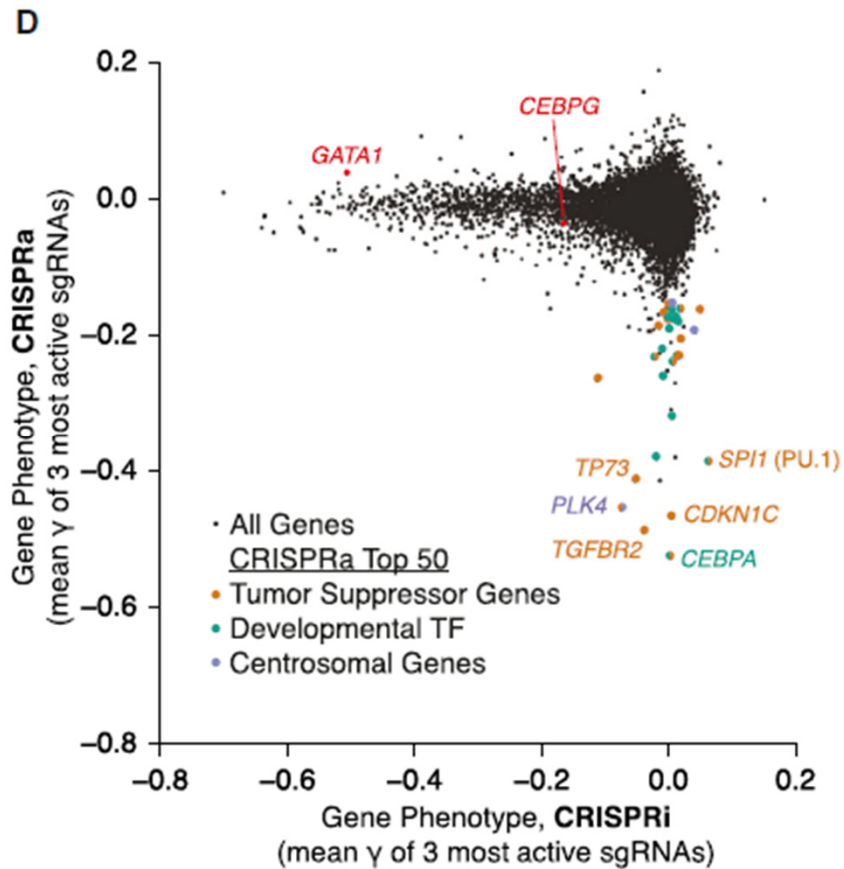 D
0.2
0.0
−0.2
−0.4
−0.6
−0.8
Gene Phenotype, CRISPRa
(mean γ of 3 most active sgRNAs)
CEBPG
GATA1
TP73
SPI1 (PU.1)
PLK4
CDKN1C
TGFBR2
CEBPA
All Genes
CRISPRa Top 50
Tumor Suppressor Genes
Developmental TF
Centrosomal Genes
−0.8 −0.6 −0.4 −0.2 0.0 0.2
Gene Phenotype, CRISPRi
(mean γ of 3 most active sgRNAs)